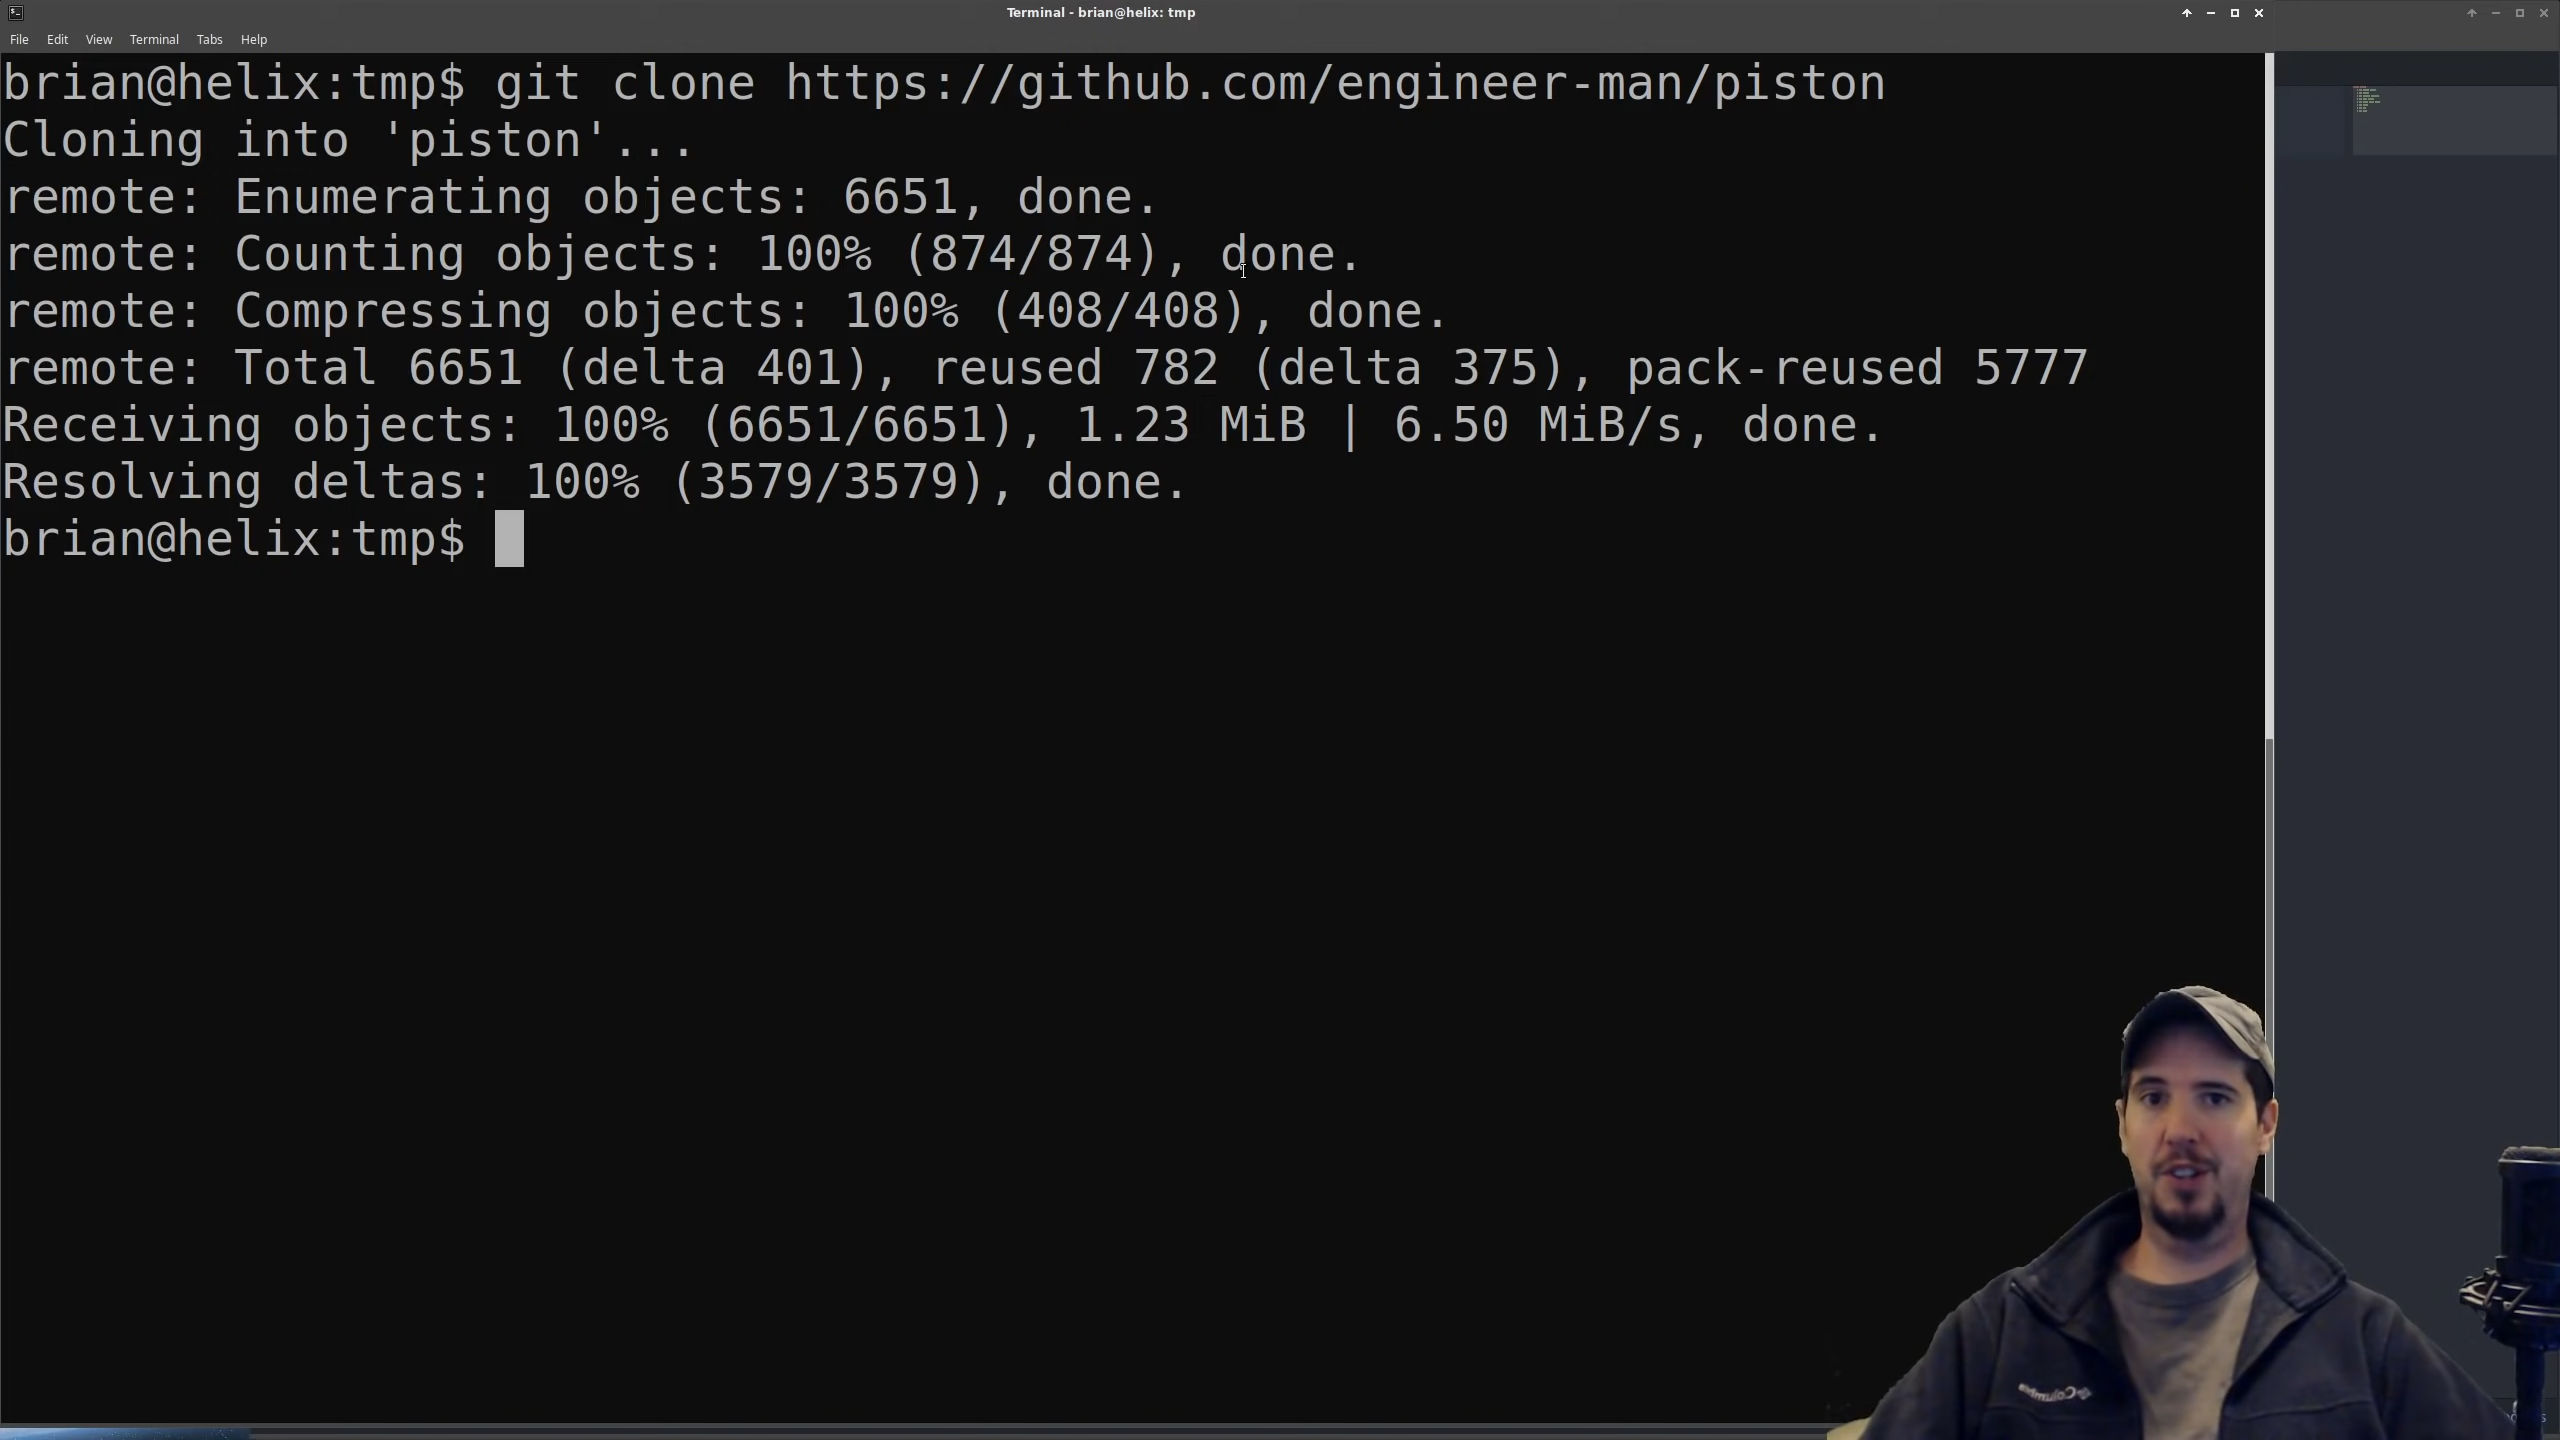 Terminal - brian@helix: tmp
File Edit View Terminal Tabs Help
brian@helix:tmp$ git clone https://github.com/engineer-man/piston
Cloning into 'piston'...
remote: Enumerating objects: 6651, done.
remote: Counting objects: 100% (874/874), done.
remote: Compressing objects: 100% (408/408), done.
remote: Total 6651 (delta 401), reused 782 (delta 375), pack-reused 5777
Receiving objects: 100% (6651/6651), 1.23 MiB | 6.50 MiB/s, done.
Resolving deltas: 100% (3579/3579), done.
brian@helix:tmp$
Columbia